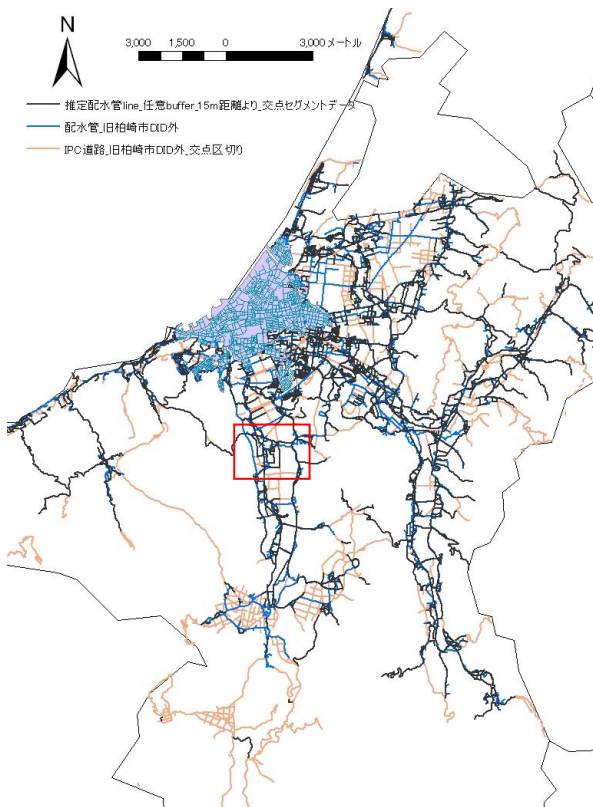 N
3,000 1,500 0 3,000 メートル
推定配水管line_任意buffer_15m距離より_交点セグメントデータ
配水管_旧柏崎市DID外
IPC道路_旧柏崎市DID外_交点区切り